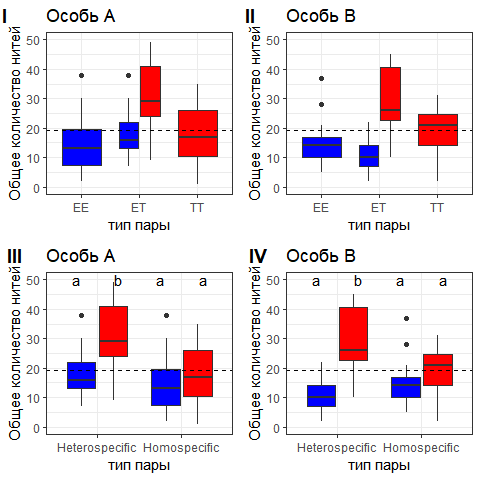 I Особь A
Общее количество нитей
50
40
30
20
10
0
EE ET TT
тип пары
II Особь B
Общее количество нитей
50
40
30
20
10
0
EE ET TT
тип пары
III Особь A
Общее количество нитей
50
40
30
20
10
0
a b a a
Heterospecific Homospecific
тип пары
IV Особь B
Общее количество нитей
50
40
30
20
10
0
a b a a
Heterospecific Homospecific
тип пары